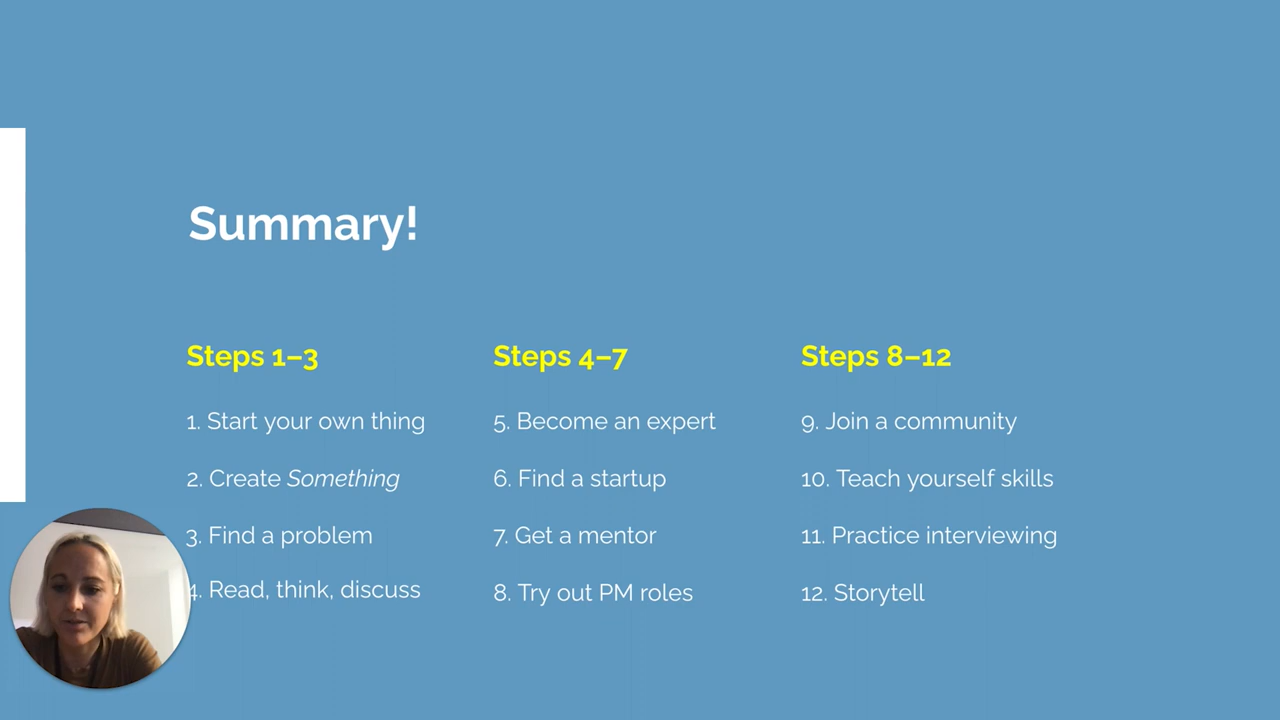 Summary!
Steps 1–3
1. Start your own thing
2. Create Something
3. Find a problem
4. Read, think, discuss
Steps 4–7
5. Become an expert
6. Find a startup
7. Get a mentor
8. Try out PM roles
Steps 8–12
9. Join a community
10. Teach yourself skills
11. Practice interviewing
12. Storytell